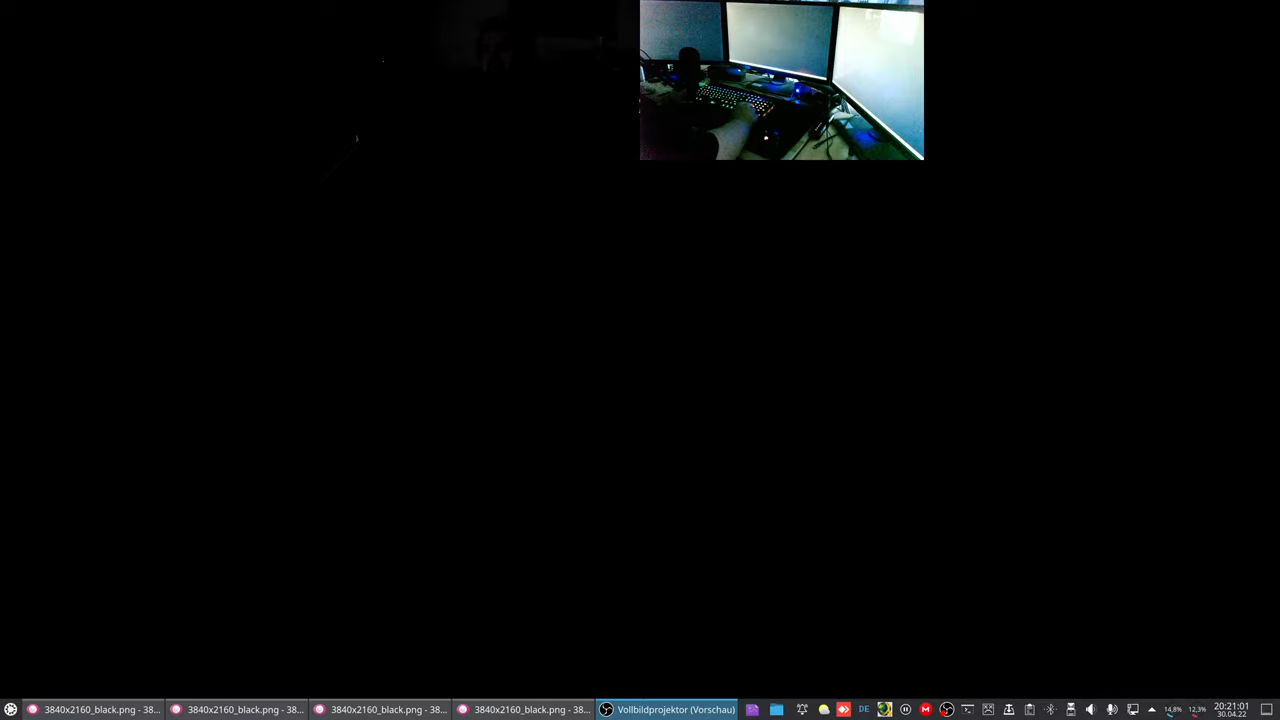 3840x2160_black.png - 38...
3840x2160_black.png - 38...
3840x2160_black.png - 38...
3840x2160_black.png - 38...
Vollbildprojektor (Vorschau)
DE
14,8%
12,3%
20:21:01
30.04.22